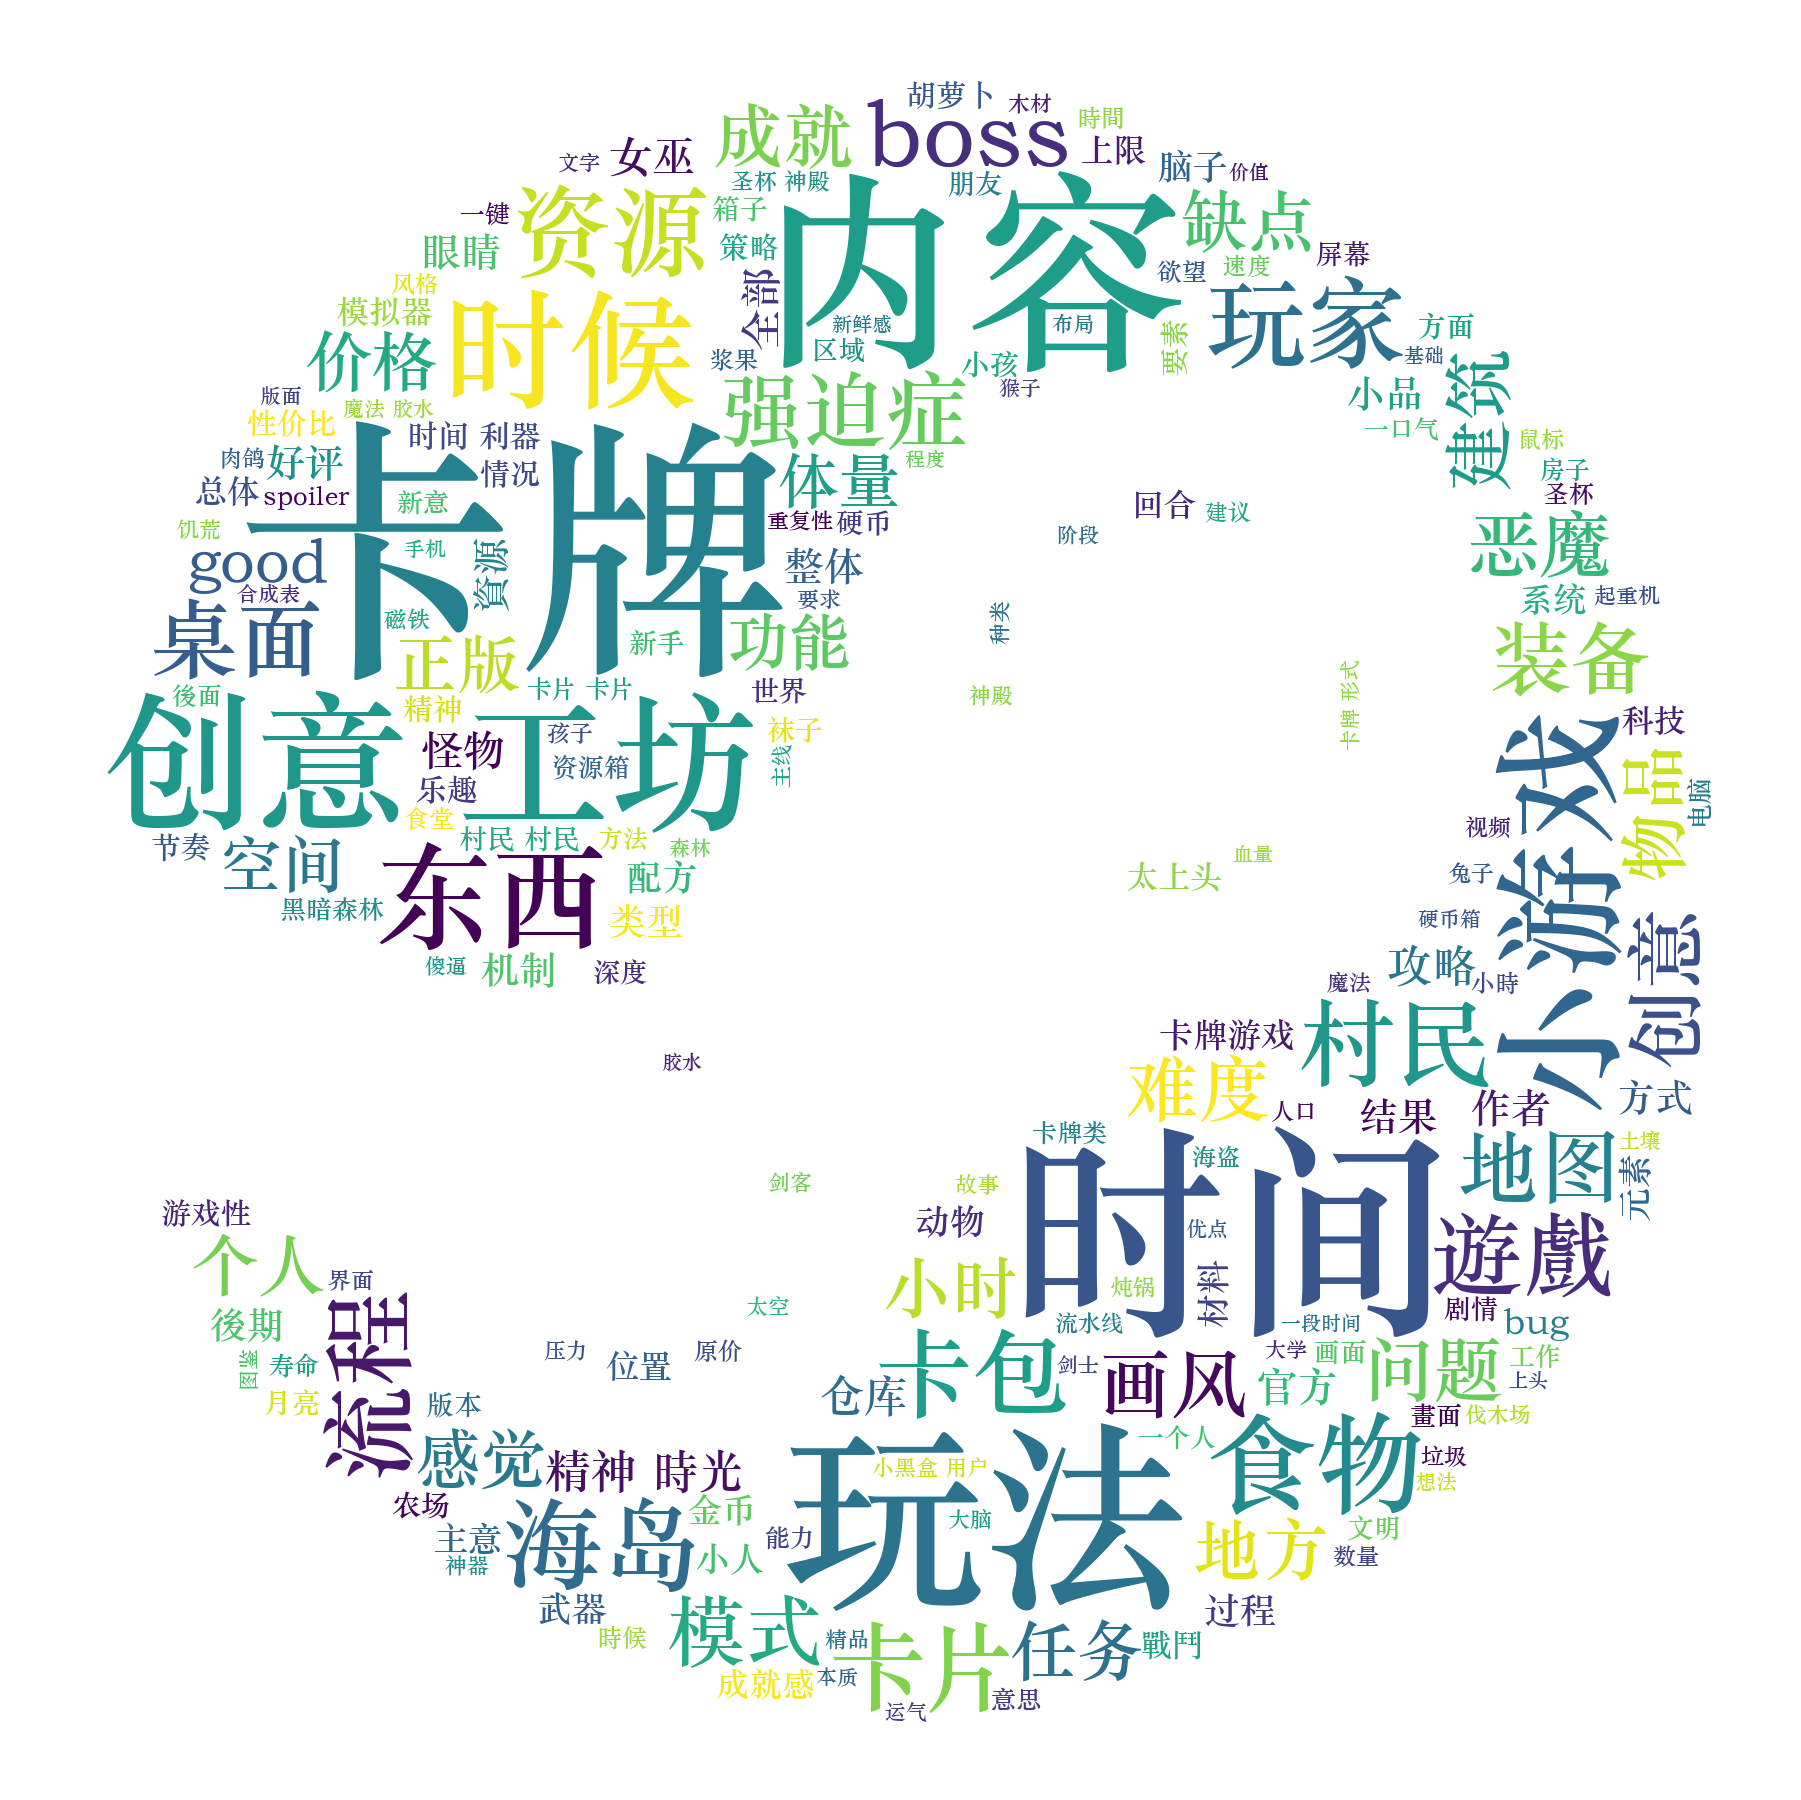 胡萝卜
木材
時間
成就
boss
上限
文字
女巫
脑子
价值
圣杯 神殿
朋友
一键
资源
箱子
内容
缺点
眼睛
策略
屏幕
风格
全部
欲望
速度
模拟器
时候
新鲜感
布局
要素
玩家
方面
价格
浆果
区域
小孩
基础
版面
魔法 胶水
强迫症
猴子
小品
建筑
性价比
时间 利器
一口气
鼠标
肉鸽
好评
情况
体量
程度
房子
总体
spoiler
新意
卡牌
回合
圣杯
饥荒
重复性
硬币
建议
good
手机
資源
整体
阶段
恶魔
合成表
要求
系统
起重机
桌面
磁铁
新手
功能
种类
後面
正版
卡片 卡片
世界
神殿
卡牌 形式
装备
精神
创意工坊
怪物
孩子
袜子
科技
乐趣
资源箱
主线
小游戏
物品
电脑
食堂
村民 村民
方法
视频
节奏
空间
东西
森林
血量
配方
太上头
兔子
黑暗森林
类型
硬币箱
创意
傻逼
机制
深度
攻略
魔法
小時
卡牌游戏
村民
胶水
难度
人口
结果
作者
方式
卡牌类
时间
海盗
地图
土壤
剑客
故事
元素
游戏性
动物
优点
遊戲
个人
界面
小时
炖锅
材料
後期
流程
太空
流水线
一段时间
剧情
bug
图鉴
寿命
压力
位置
原价
卡包
剑士
画风
大学
画面
问题
工作
月亮
版本
仓库
官方
上头
畫面
伐木场
感觉
精神 時光
小黑盒 用户
一个人
食物
垃圾
想法
农场
海岛
金币
玩法
大脑
主意
能力
地方
文明
神器
小人
数量
武器
模式
过程
時候
精品
卡片
任务
戰鬥
成就感
本质
意思
运气